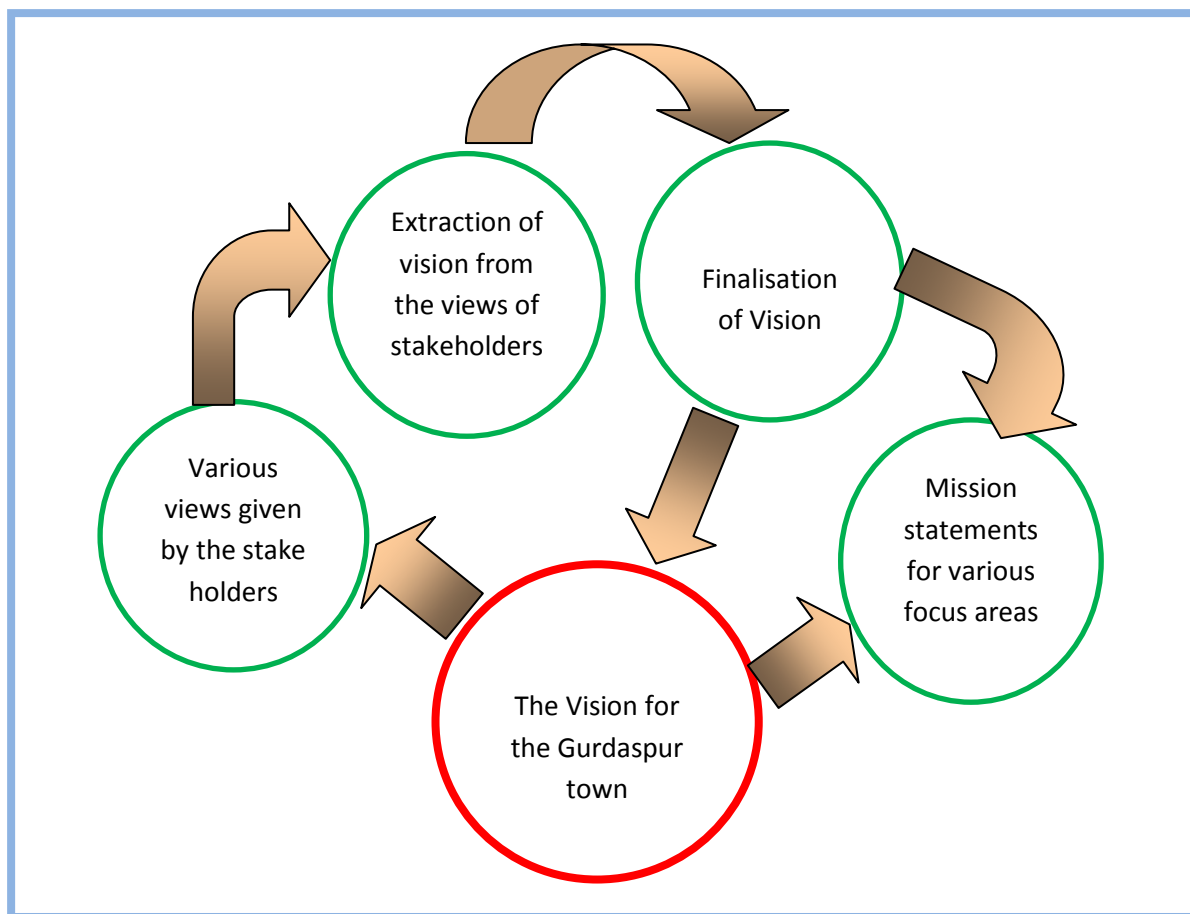 Extraction of
vision from
the views of
stakeholders
Finalisation
of Vision
Various
views given
by the stake
holders
Mission
statements
for various
focus areas
The Vision for
the Gurdaspur
town